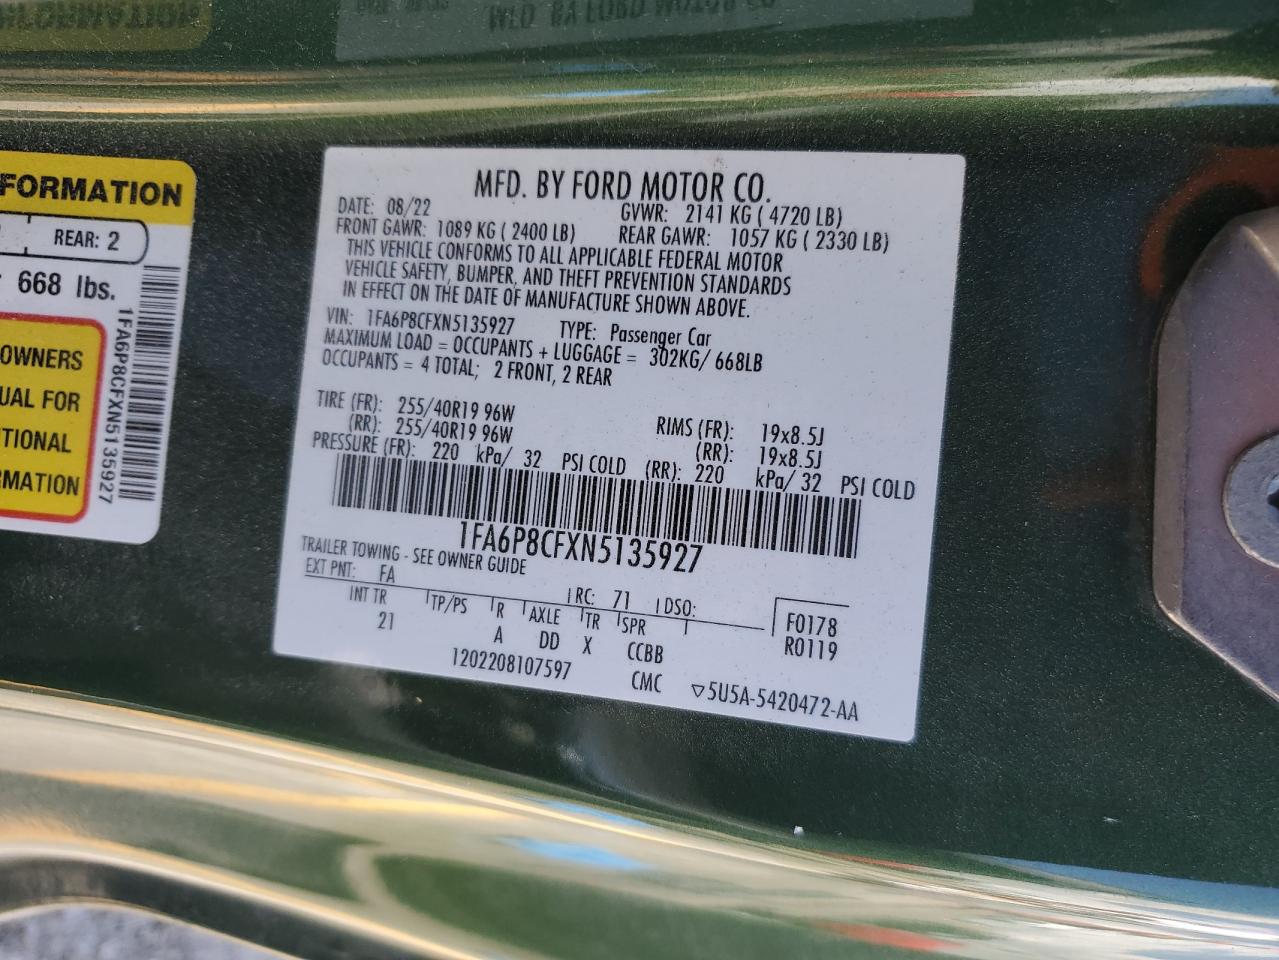 FORMATION
REAR: 2
668 lbs.
OWNERS
UAL FOR
TIONAL
MATION
1FA6P8CFXN5135927
MFD. BY FORD MOTOR CO.
DATE: 08/22 GVWR: 2141 KG ( 4720 LB)
FRONT GAWR: 1089 KG ( 2400 LB) REAR GAWR: 1057 KG ( 2330 LB)
THIS VEHICLE CONFORMS TO ALL APPLICABLE FEDERAL MOTOR
VEHICLE SAFETY, BUMPER, AND THEFT PREVENTION STANDARDS
IN EFFECT ON THE DATE OF MANUFACTURE SHOWN ABOVE.
VIN: 1FA6P8CFXN5135927 TYPE: Passenger Car
MAXIMUM LOAD = OCCUPANTS + LUGGAGE = 302KG/ 668LB
OCCUPANTS = 4 TOTAL; 2 FRONT, 2 REAR
TIRE (FR): 255/40R19 96W RIMS (FR): 19x8.5J
(RR): 255/40R19 96W (RR): 19x8.5J
PRESSURE (FR): 220 kPa/ 32 PSI COLD (RR): 220 kPa/ 32 PSI COLD
1FA6P8CFXN5135927
TRAILER TOWING - SEE OWNER GUIDE
EXT PNT: FA RC: 71 DSO:
INT TR TP/PS R AXLE TR SPR F0178
21 A DD X CCBB R0119
1202208107597 CMC 5U5A-5420472-AA